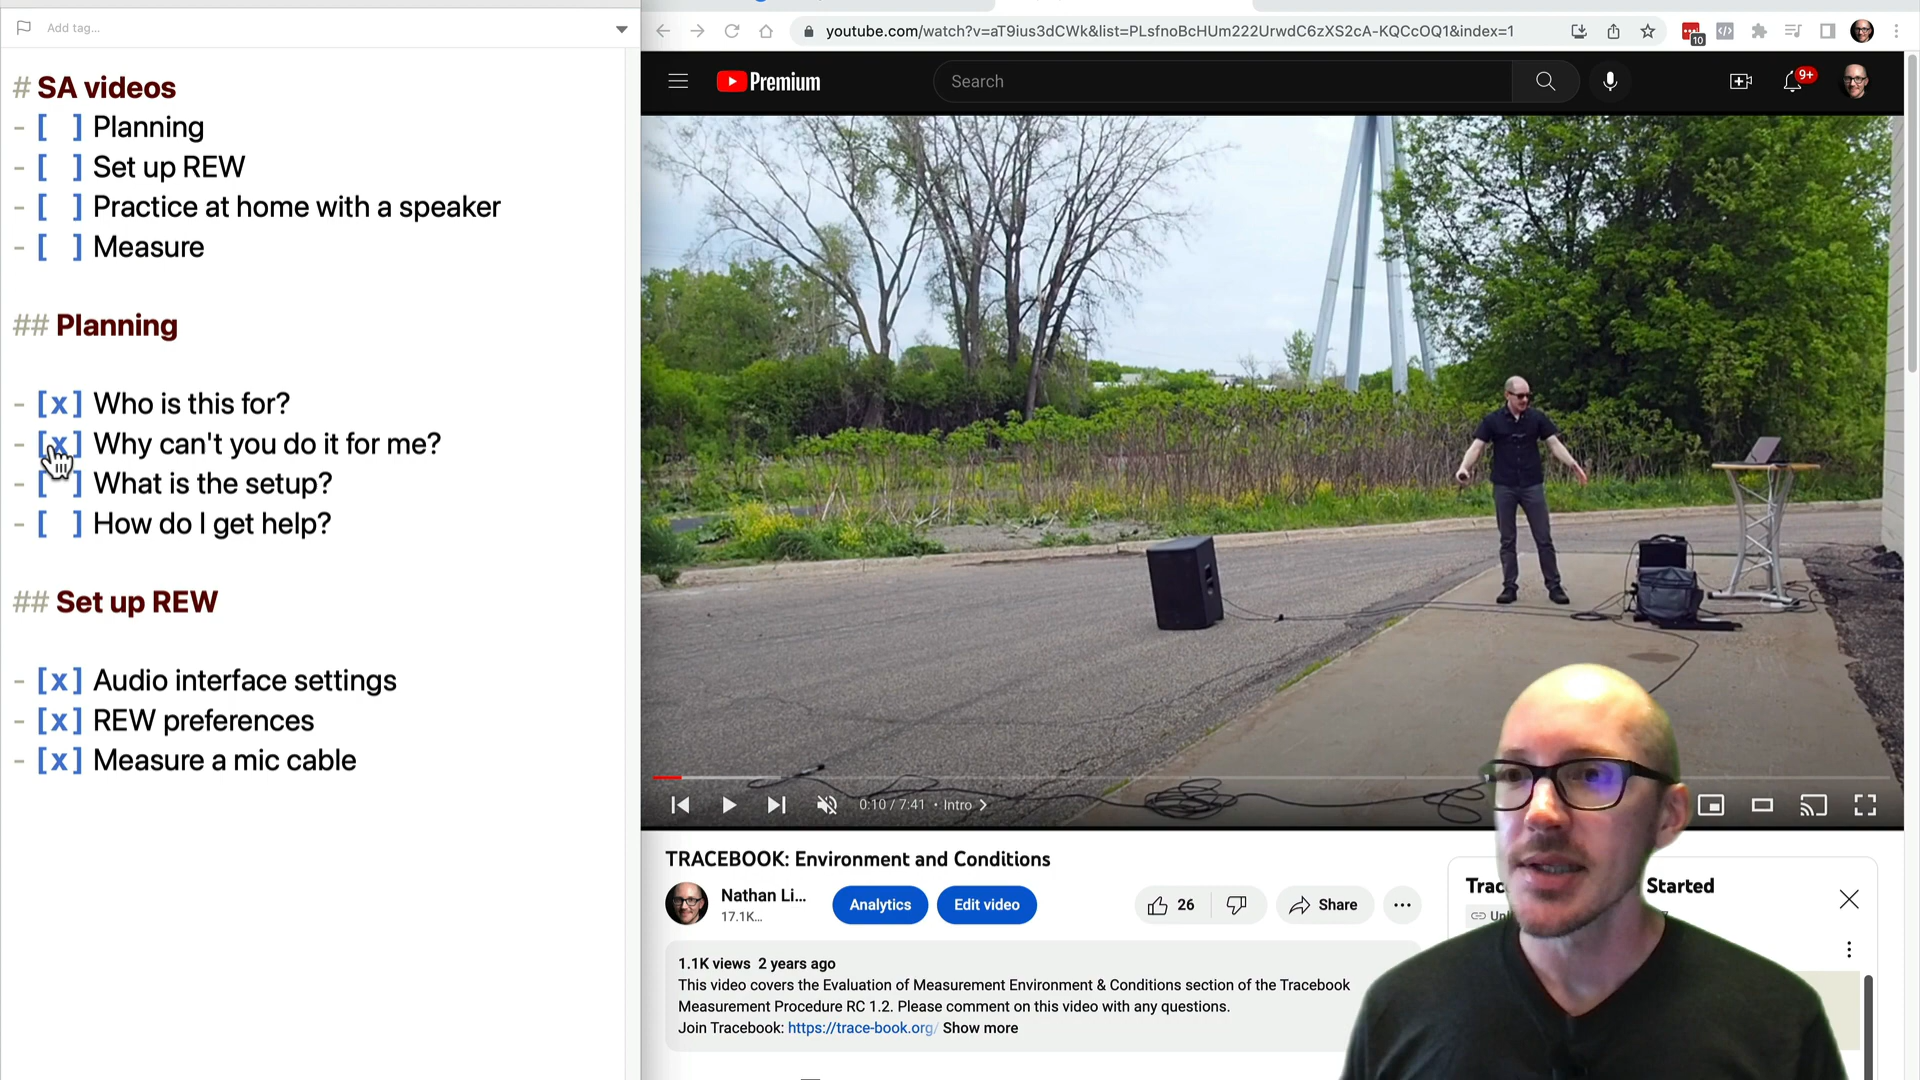 Add tag...
# SA videos
- [ ] Planning
- [ ] Set up REW
- [ ] Practice at home with a speaker
- [ ] Measure
## Planning
- [x] Who is this for?
- [x] Why can't you do it for me?
- [ ] What is the setup?
- [ ] How do I get help?
## Set up REW
- [x] Audio interface settings
- [x] REW preferences
- [x] Measure a mic cable
youtube.com/watch?v=aT9ius3dCWk&list=PLsfnoBcHUm222UrwdC6zXS2cA-KQCcOQ1&index=1
10
Premium
Search
9+
0:10 / 7:41 • Intro
TRACEBOOK: Environment and Conditions
Nathan Li...
17.1K...
Analytics
Edit video
26
Share
Started
1.1K views 2 years ago
This video covers the Evaluation of Measurement Environment & Conditions section of the Tracebook
Measurement Procedure RC 1.2. Please comment on this video with any questions.
Join Tracebook: https://trace-book.org/ Show more